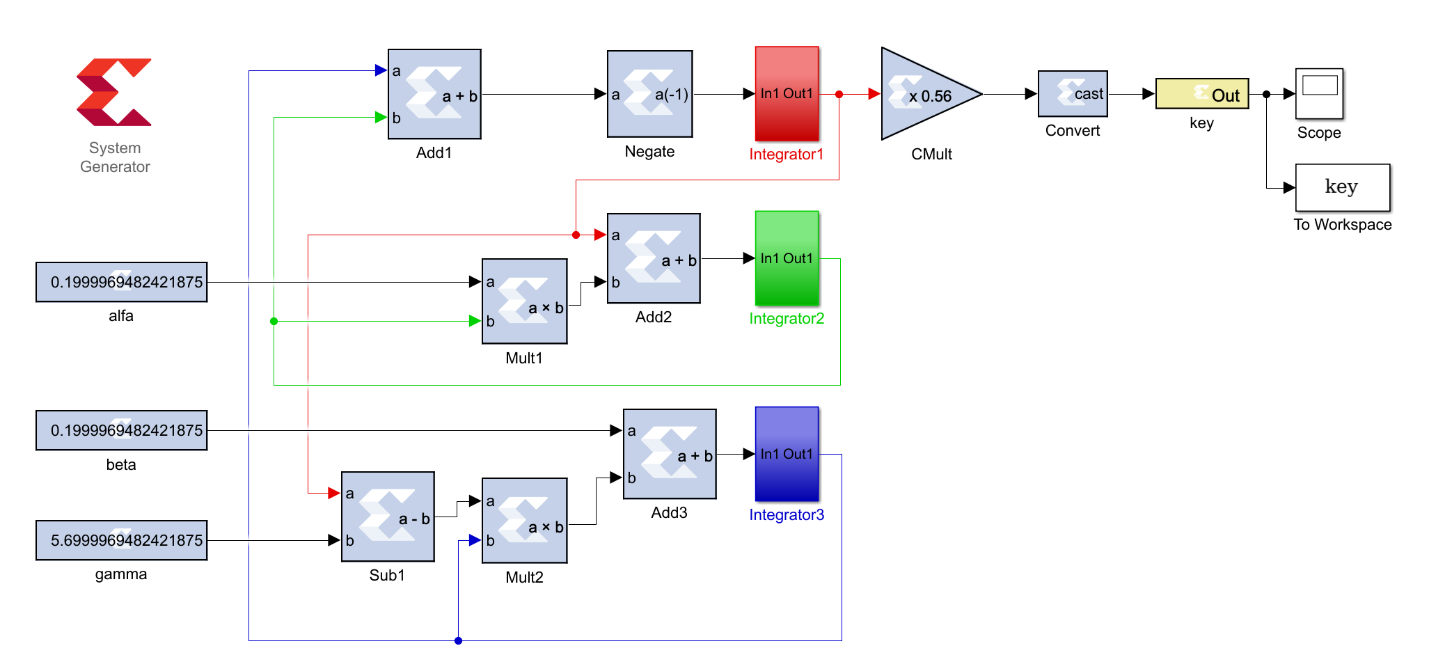 System
Generator
a
b
a + b
Add1
a
a(-1)
Negate
In1 Out1
Integrator1
x 0.56
CMult
cast
Convert
Out
key
Scope
key
To Workspace
0.1999969482421875
alfa
a
b
a × b
Mult1
a
b
a + b
Add2
In1 Out1
Integrator2
0.1999969482421875
beta
a
b
a + b
Add3
In1 Out1
Integrator3
5.6999969482421875
gamma
a
b
a - b
Sub1
a
b
a × b
Mult2